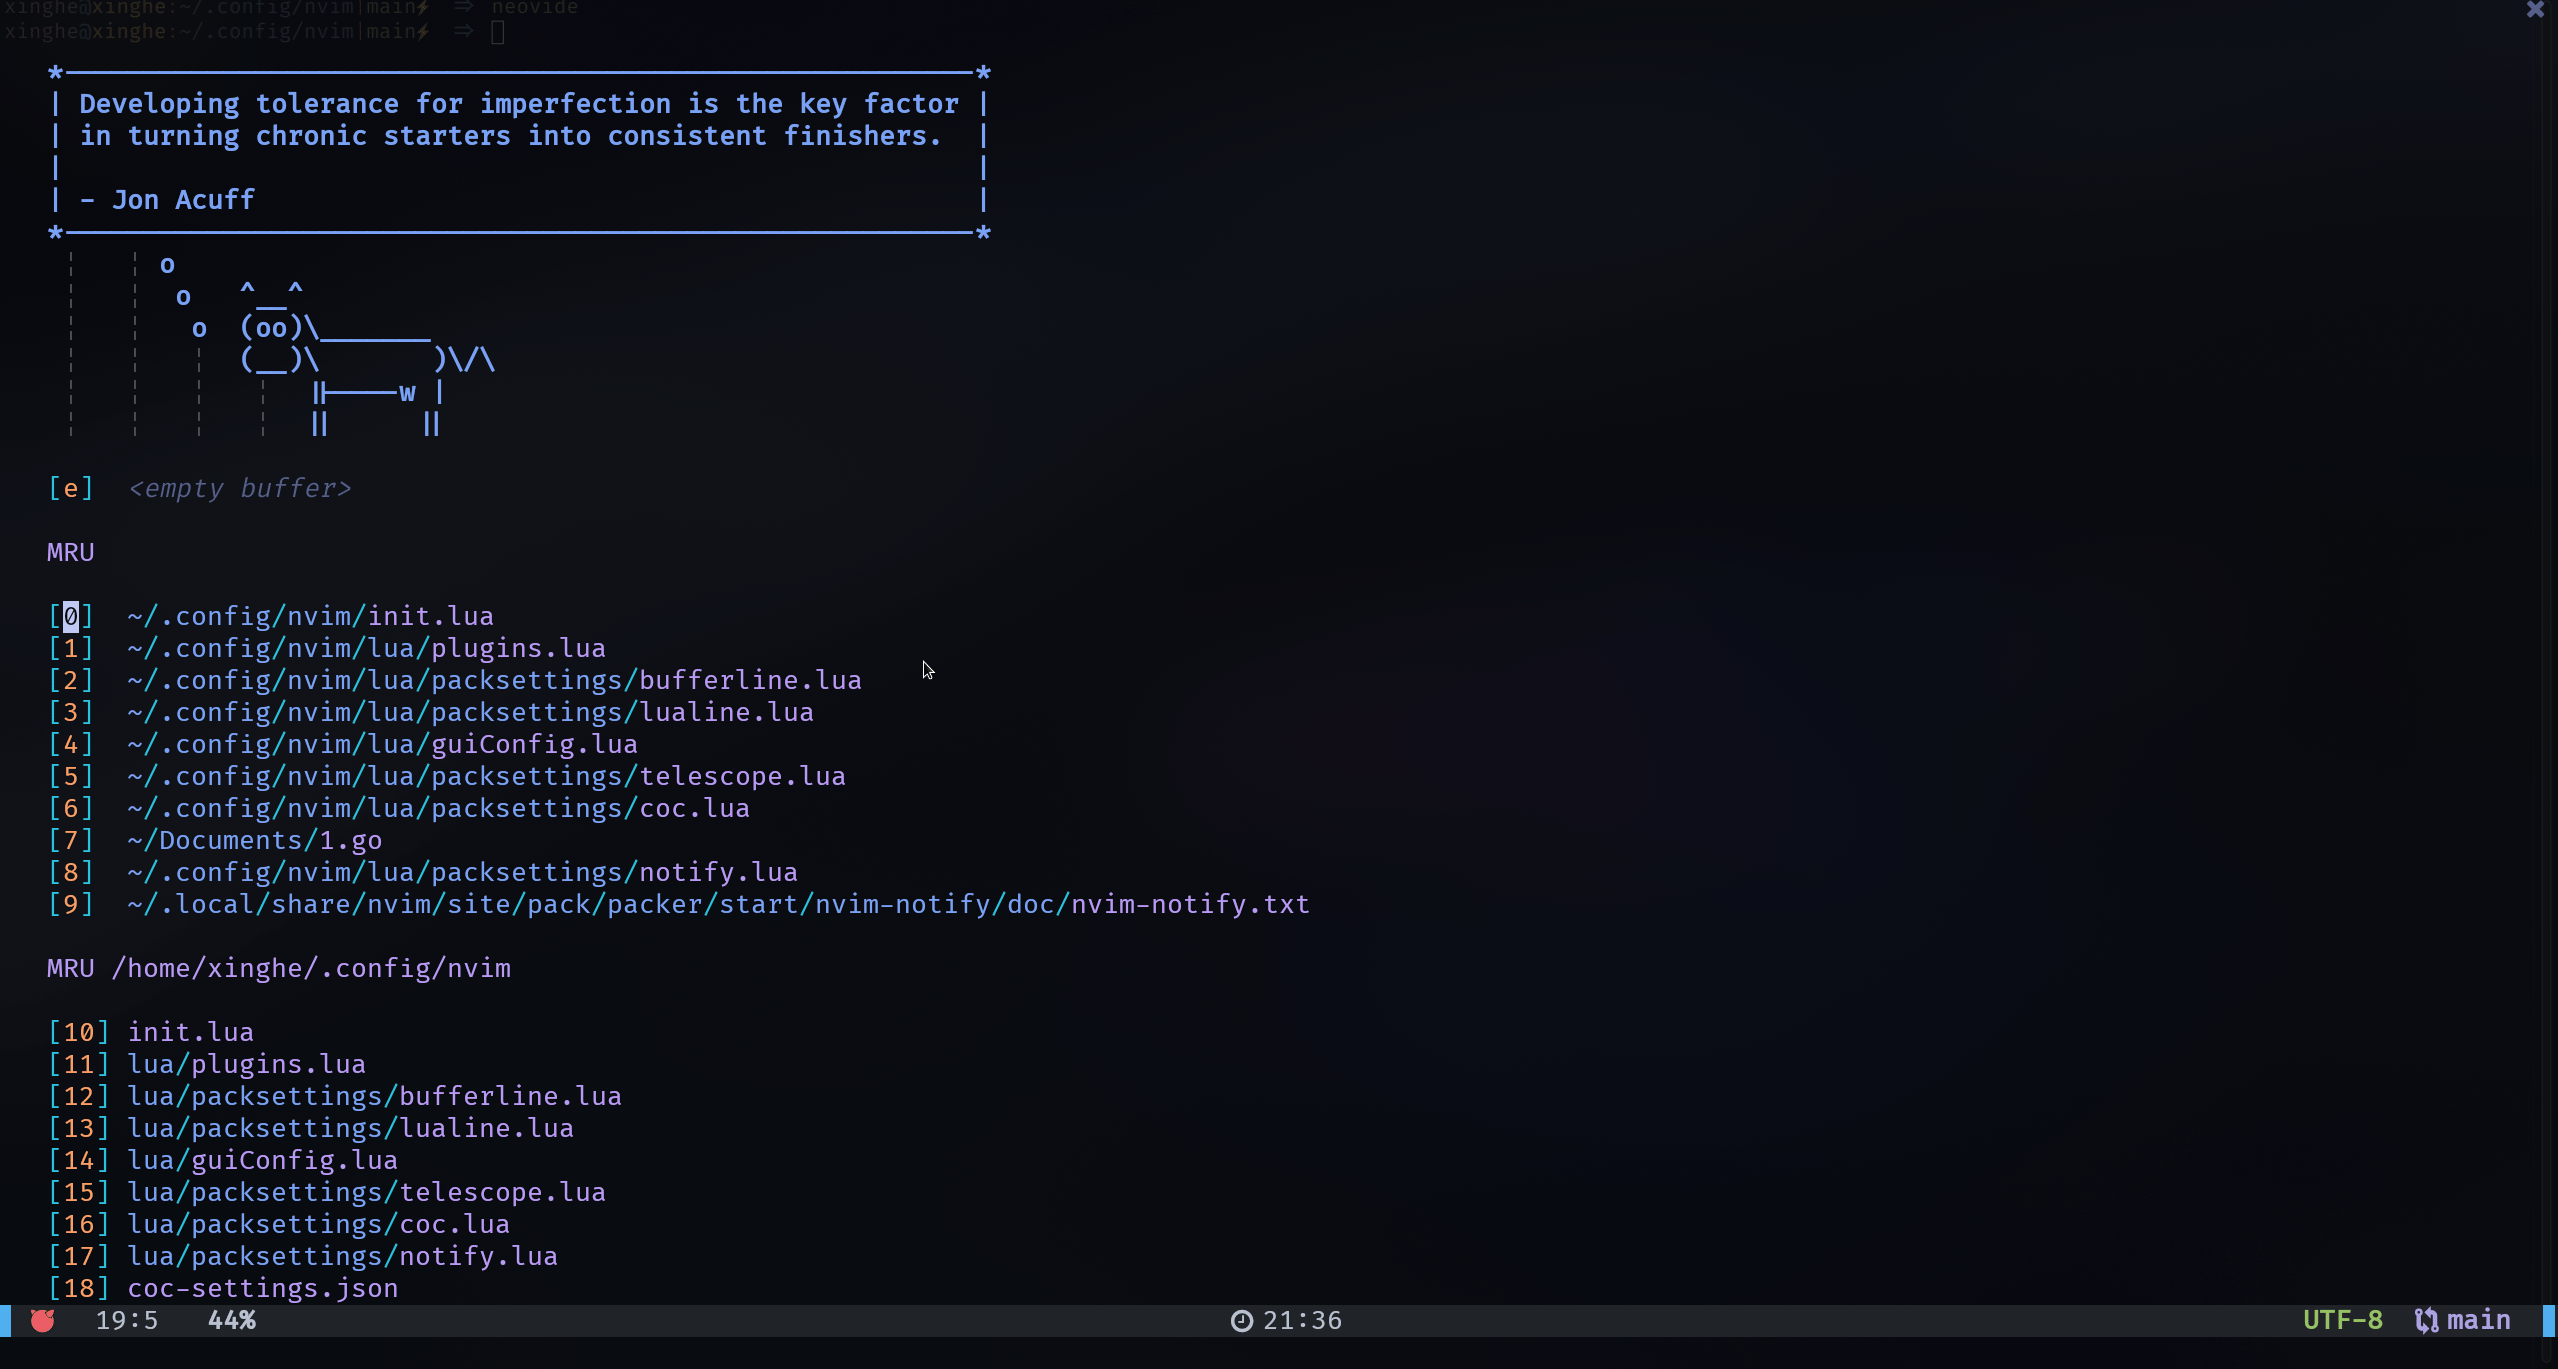 xinghe@xinghe:~/.config/nvim|main⚡ ⇒ neovide
xinghe@xinghe:~/.config/nvim|main⚡ ⇒
Developing tolerance for imperfection is the key factor
in turning chronic starters into consistent finishers.
- Jon Acuff
o
o   ^__^
o  (oo)\_______
(__)\       )\/\
||----w |
||     ||
[e]  <empty buffer>
MRU
[0]  ~/.config/nvim/init.lua
[1]  ~/.config/nvim/lua/plugins.lua
[2]  ~/.config/nvim/lua/packsettings/bufferline.lua
[3]  ~/.config/nvim/lua/packsettings/lualine.lua
[4]  ~/.config/nvim/lua/guiConfig.lua
[5]  ~/.config/nvim/lua/packsettings/telescope.lua
[6]  ~/.config/nvim/lua/packsettings/coc.lua
[7]  ~/Documents/1.go
[8]  ~/.config/nvim/lua/packsettings/notify.lua
[9]  ~/.local/share/nvim/site/pack/packer/start/nvim-notify/doc/nvim-notify.txt
MRU /home/xinghe/.config/nvim
[10] init.lua
[11] lua/plugins.lua
[12] lua/packsettings/bufferline.lua
[13] lua/packsettings/lualine.lua
[14] lua/guiConfig.lua
[15] lua/packsettings/telescope.lua
[16] lua/packsettings/coc.lua
[17] lua/packsettings/notify.lua
[18] coc-settings.json
19:5 44% 21:36 UTF-8 main